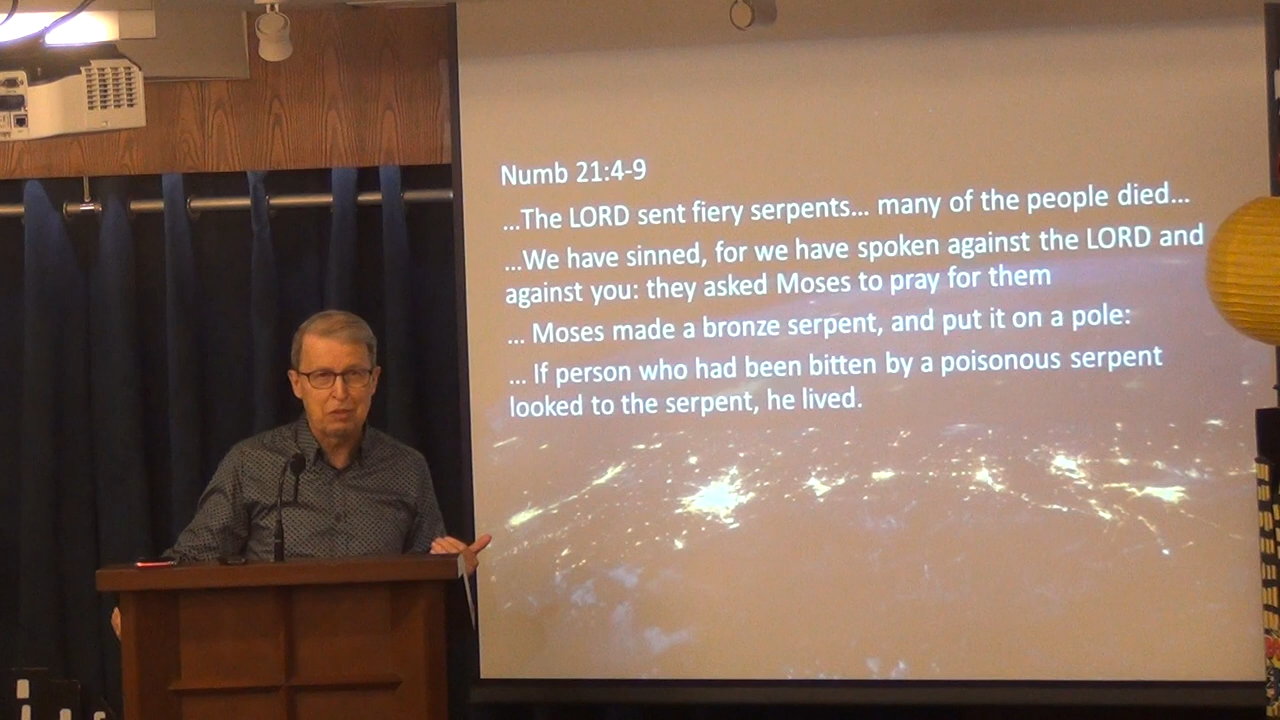 Numb 21:4-9
...The LORD sent fiery serpents... many of the people died...
...We have sinned, for we have spoken against the LORD and
against you: they asked Moses to pray for them
... Moses made a bronze serpent, and put it on a pole:
... If person who had been bitten by a poisonous serpent
looked to the serpent, he lived.